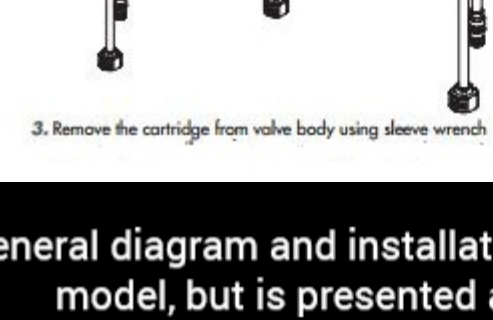 3. Remove the cartridge from valve body using sleeve wrench
eneral diagram and installat
model, but is presented a